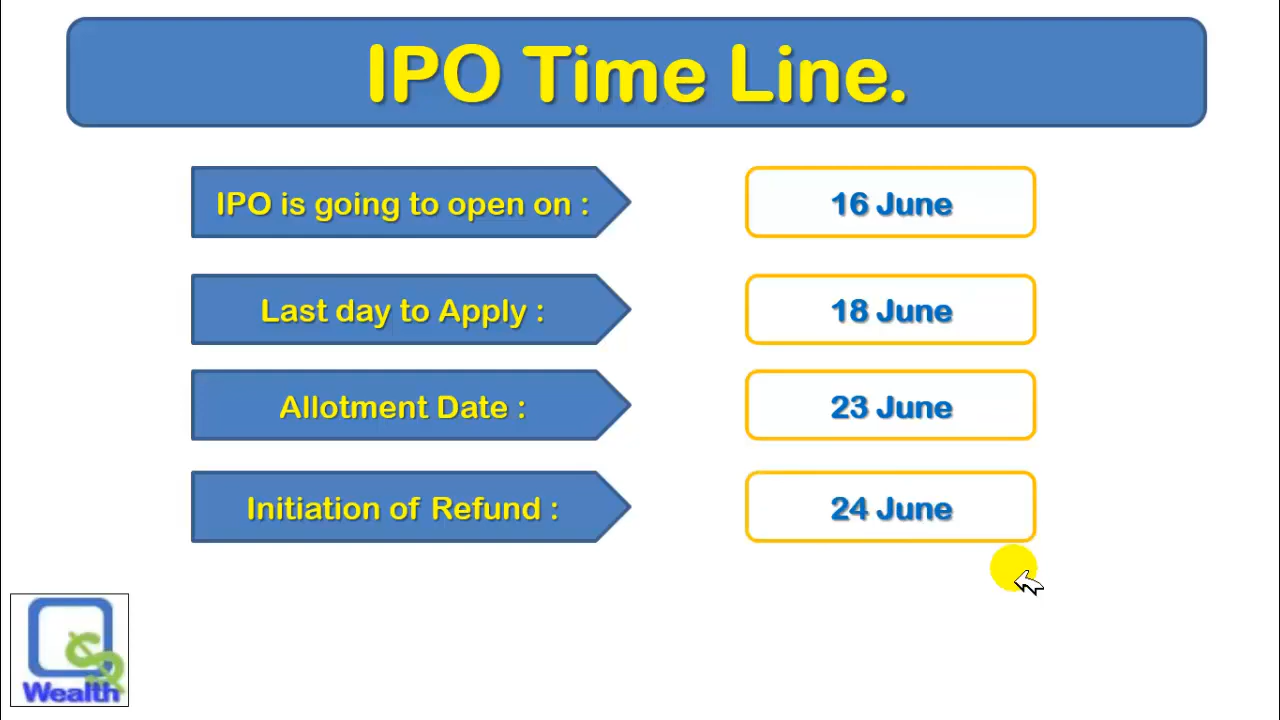 IPO Time Line.
IPO is going to open on :
16 June
Last day to Apply :
18 June
Allotment Date :
23 June
Initiation of Refund :
24 June
Wealth